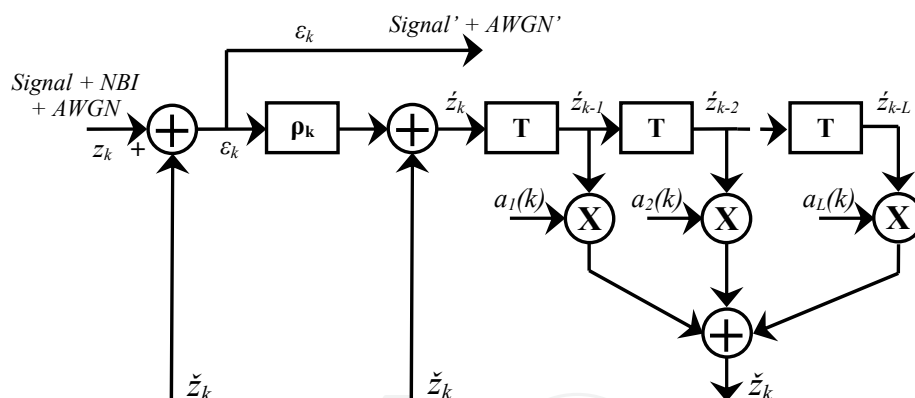 Signal' + AWGN'
ε_k
Signal + NBI
+ AWGN
z_k +
ε_k
ρ_k
ź_k
T
ź_{k-1}
T
ź_{k-2}
T
ź_{k-L}
a_1(k)
X
a_2(k)
X
a_L(k)
X
ž_k
ž_k
ž_k